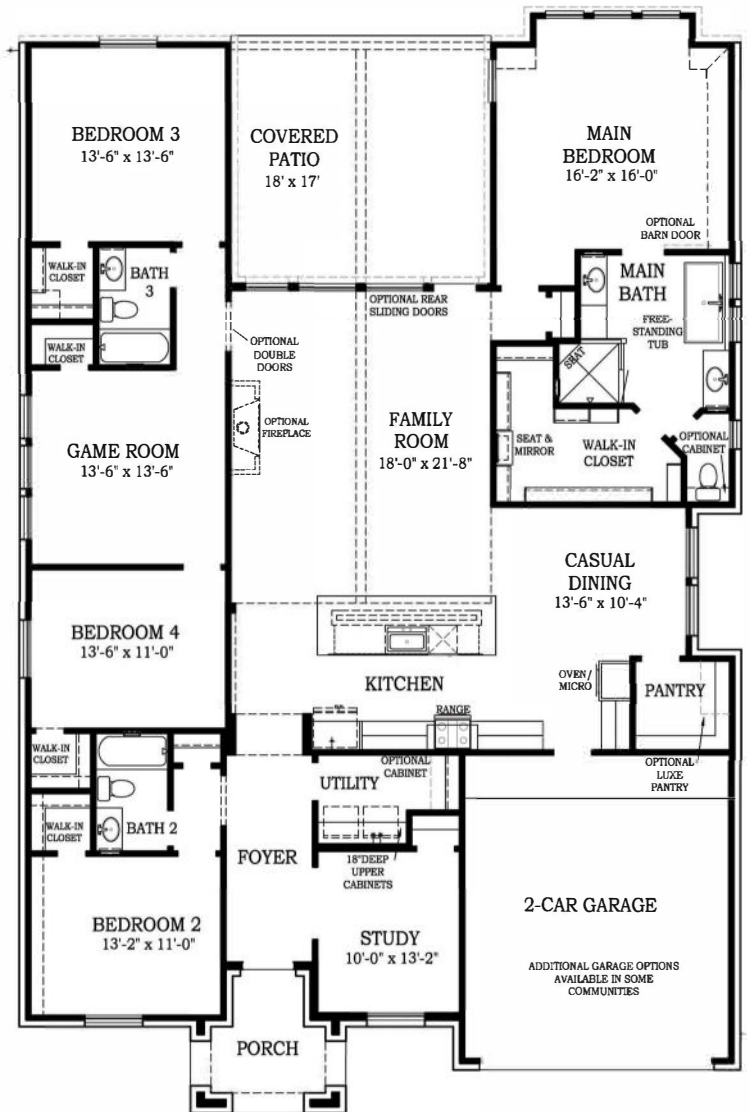 BEDROOM 3
13'-6" x 13'-6"
COVERED
PATIO
18' x 17'
MAIN
BEDROOM
16'-2" x 16'-0"
OPTIONAL
BARN DOOR
WALK-IN
CLOSET
BATH
3
MAIN
BATH
FREE-
STANDING
TUB
OPTIONAL REAR
SLIDING DOORS
WALK-IN
CLOSET
OPTIONAL
DOUBLE
DOORS
SEAT
OPTIONAL
FIREPLACE
FAMILY
ROOM
18'-0" x 21'-8"
GAME ROOM
13'-6" x 13'-6"
SEAT &
MIRROR
WALK-IN
CLOSET
OPTIONAL
CABINET
CASUAL
DINING
13'-6" x 10'-4"
BEDROOM 4
13'-6" x 11'-0"
KITCHEN
OVEN/
MICRO
PANTRY
RANGE
WALK-IN
CLOSET
UTILITY
OPTIONAL
CABINET
OPTIONAL
LUXE
PANTRY
WALK-IN
CLOSET
BATH 2
FOYER
18"DEEP
UPPER
CABINETS
BEDROOM 2
13'-2" x 11'-0"
STUDY
10'-0" x 13'-2"
2-CAR GARAGE
ADDITIONAL GARAGE OPTIONS
AVAILABLE IN SOME
COMMUNITIES
PORCH